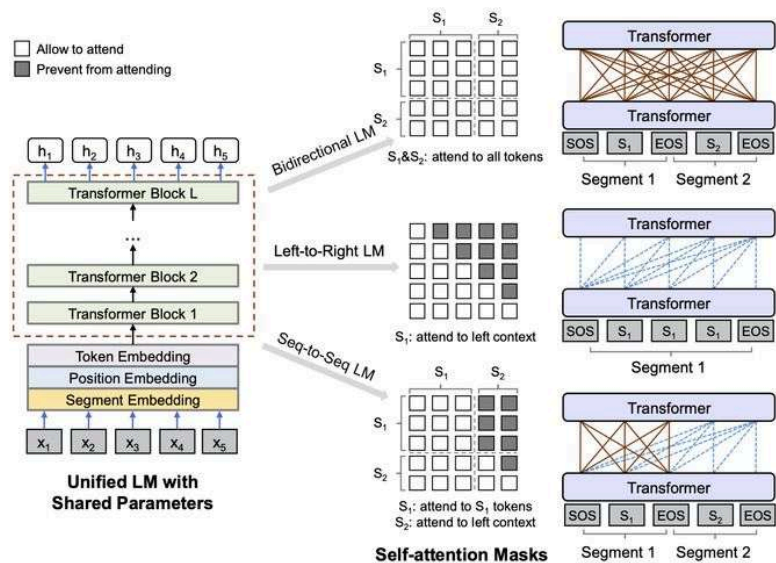 Allow to attend
Prevent from attending
h1 h2 h3 h4 h5
Transformer Block L
...
Transformer Block 2
Transformer Block 1
Token Embedding
Position Embedding
Segment Embedding
x1 x2 x3 x4 x5
Unified LM with
Shared Parameters
Bidirectional LM
Left-to-Right LM
Seq-to-Seq LM
S1 S2
S1
S2
S1&S2: attend to all tokens
Transformer
Transformer
SOS S1 EOS S2 EOS
Segment 1 Segment 2
S1: attend to left context
Transformer
Transformer
SOS S1 S1 S1 EOS
Segment 1
S1 S2
S1
S2
S1: attend to S1 tokens
S2: attend to left context
Transformer
Transformer
SOS S1 EOS S2 EOS
Segment 1 Segment 2
Self-attention Masks